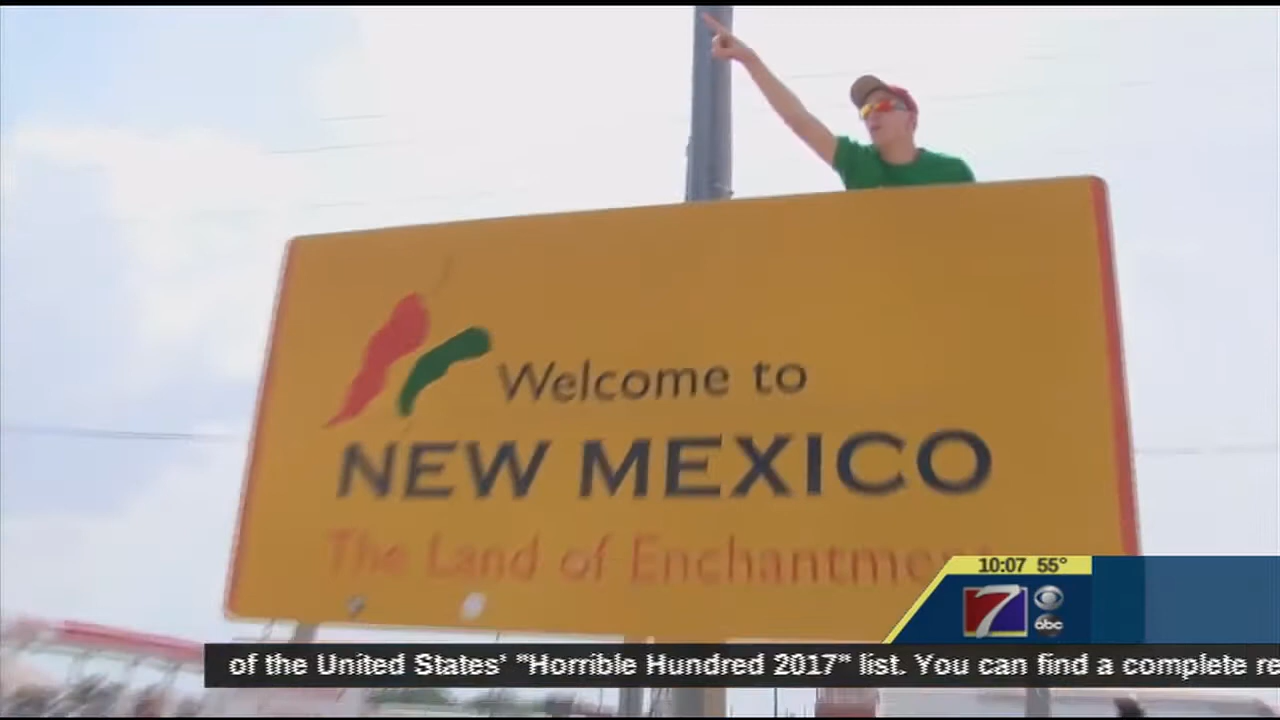 Welcome to
NEW MEXICO
The Land of Enchantment
10:07 55°
7
abc
of the United States' "Horrible Hundred 2017" list. You can find a complete re